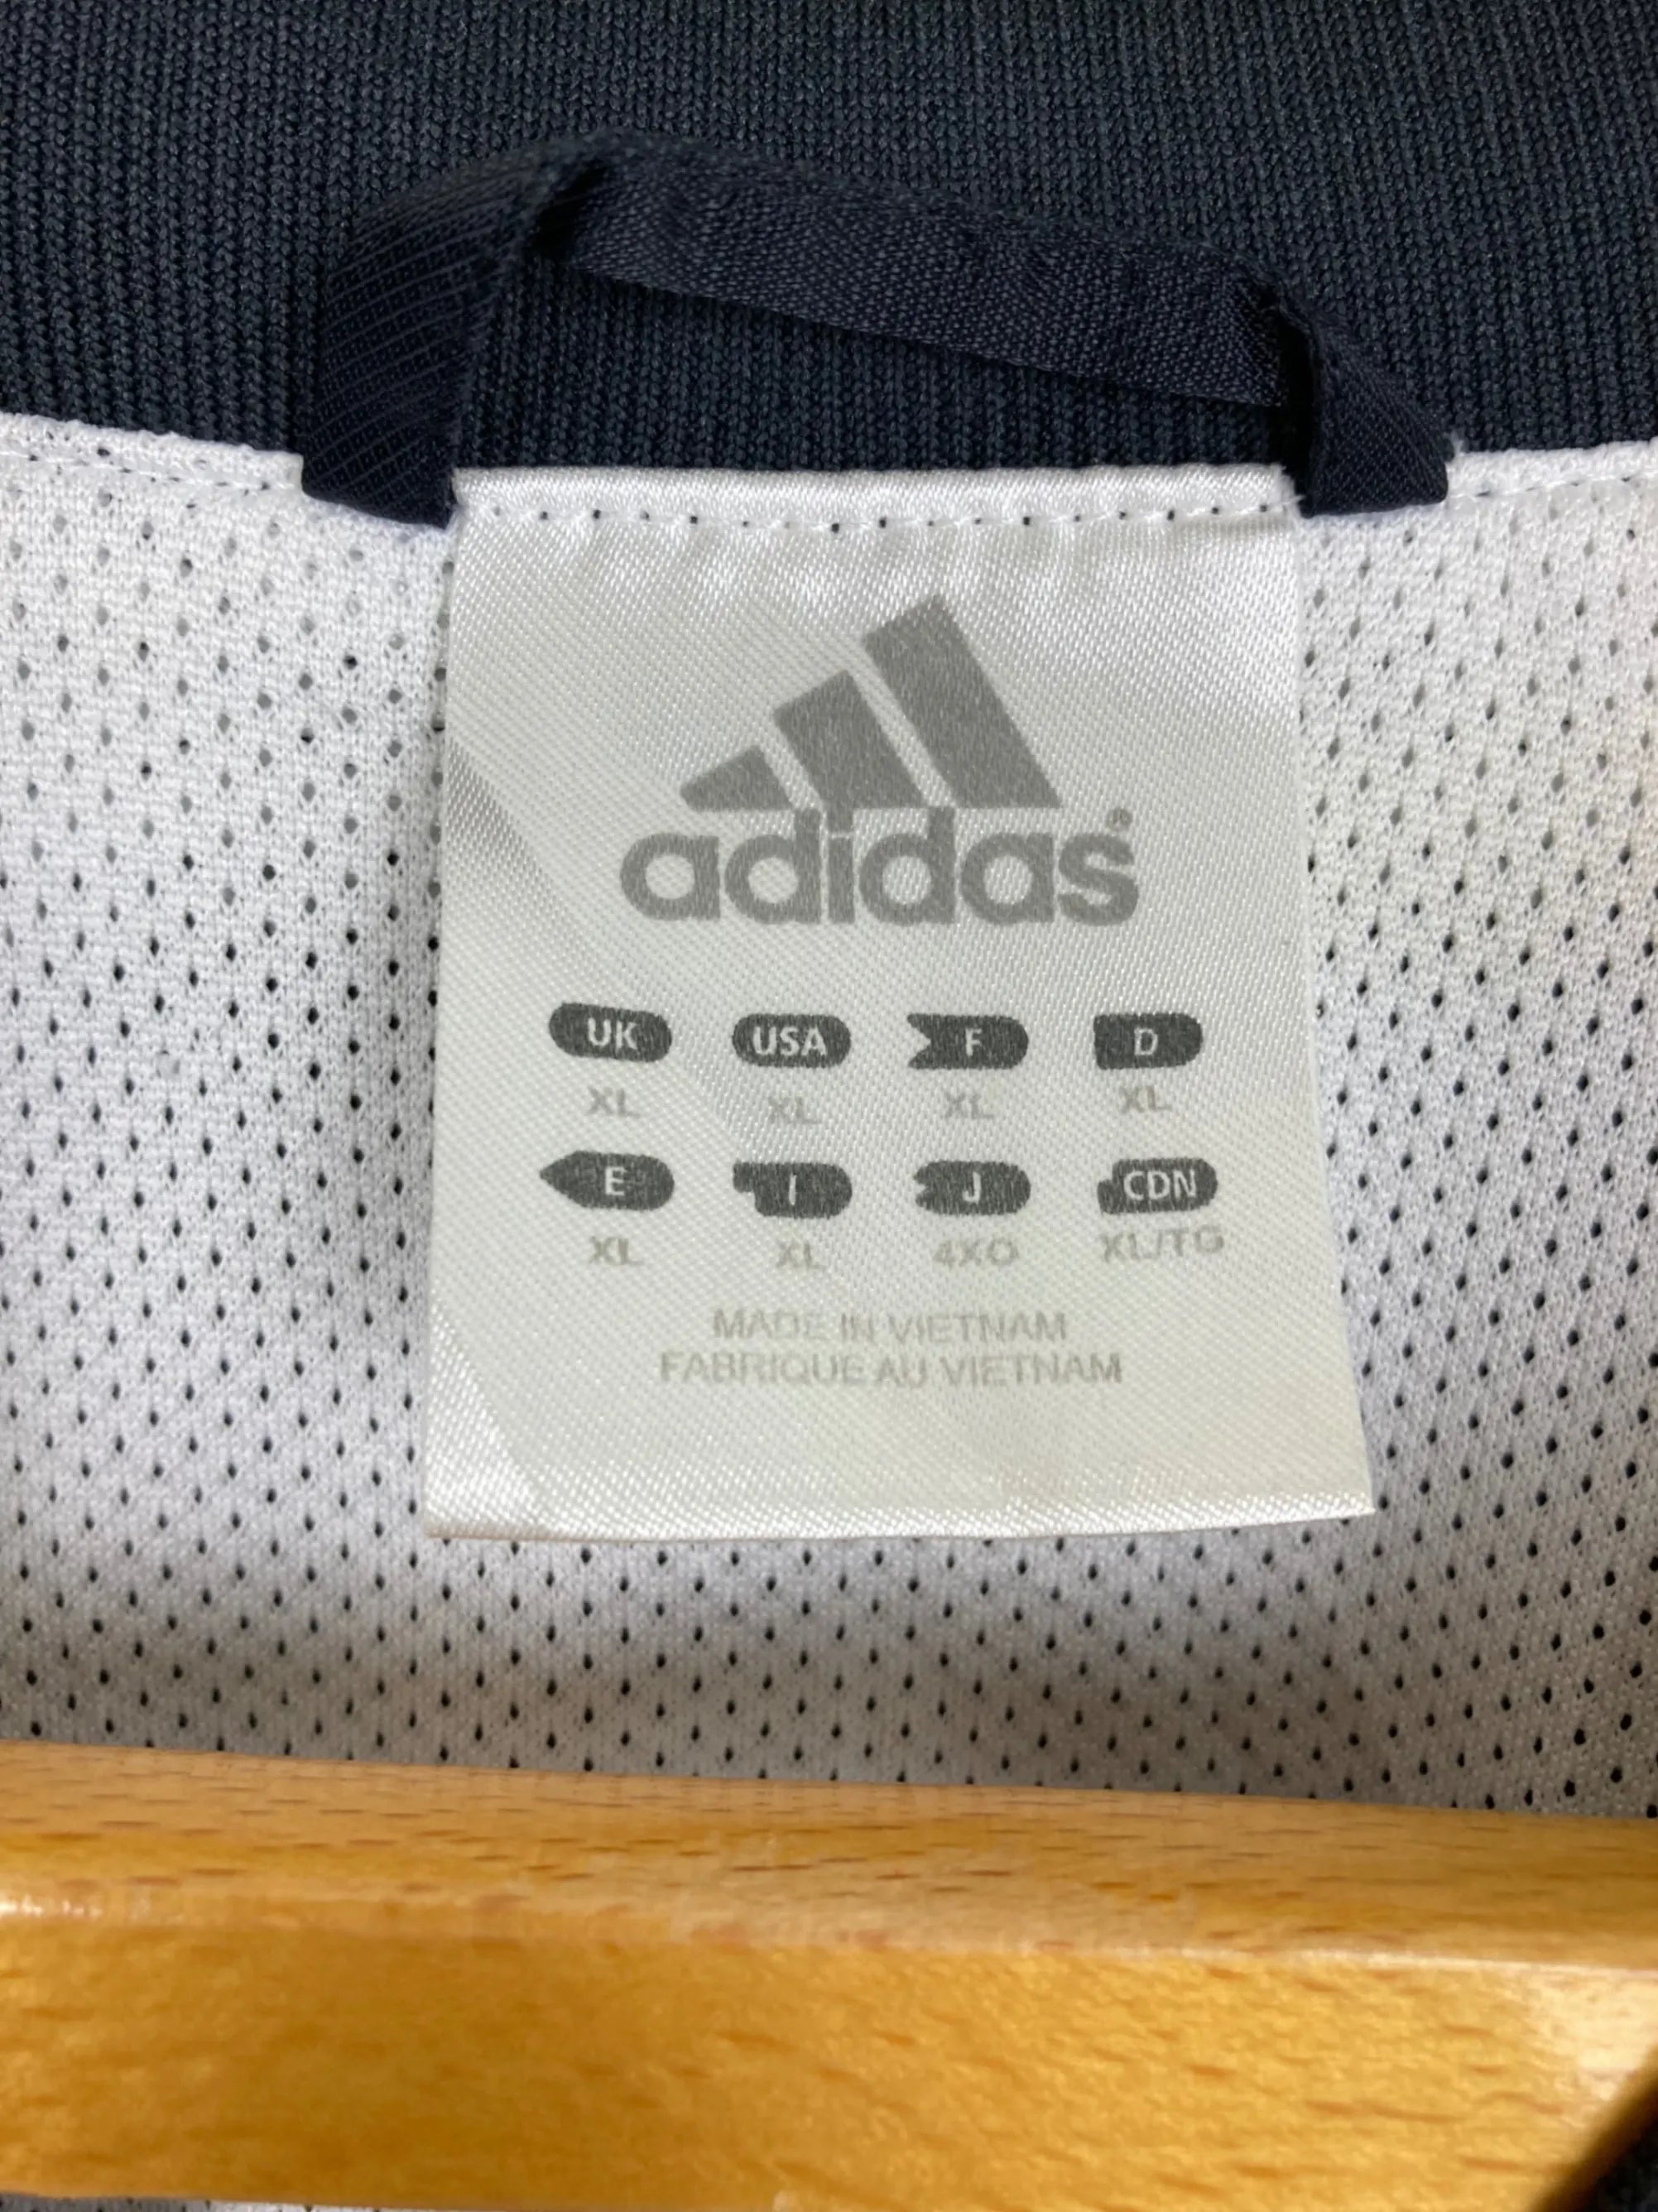 adidas®
UK USA F D
XL XL XL XL
E I J CDN
XL XL 4XO XL/TG
MADE IN VIETNAM
FABRIQUE AU VIETNAM